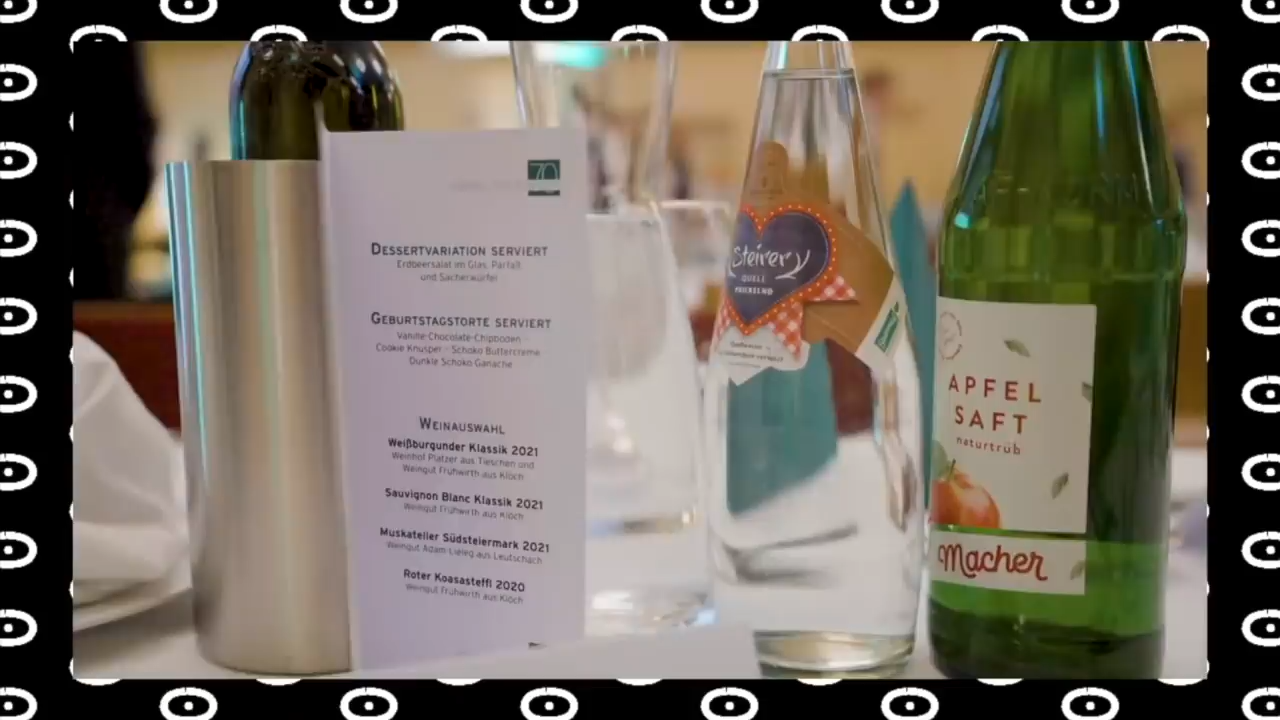 70
DESSERTVARIATION SERVIERT
Erdbeersalat im Glas, Parfait
und Sacherwürfel
GEBURTSTAGSTORTE SERVIERT
Vanille-Chocolate-Chipboden -
Cookie Knusper - Schoko Buttercreme
Dunkle Schoko Ganache
WEINAUSWAHL
Weißburgunder Klassik 2021
Weinhof Platzer aus Tieschen und
Weingut Frühwirth aus Klöch
Sauvignon Blanc Klassik 2021
Weingut Frühwirth aus Klöch
Muskateller Südsteiermark 2021
Weingut Adam-Lieleg aus Leutschach
Roter Koasasteffl 2020
Weingut Frühwirth aus Klöch
Steirer
QUELLE
PRICKELND
APFEL
SAFT
naturtrüb
Macher